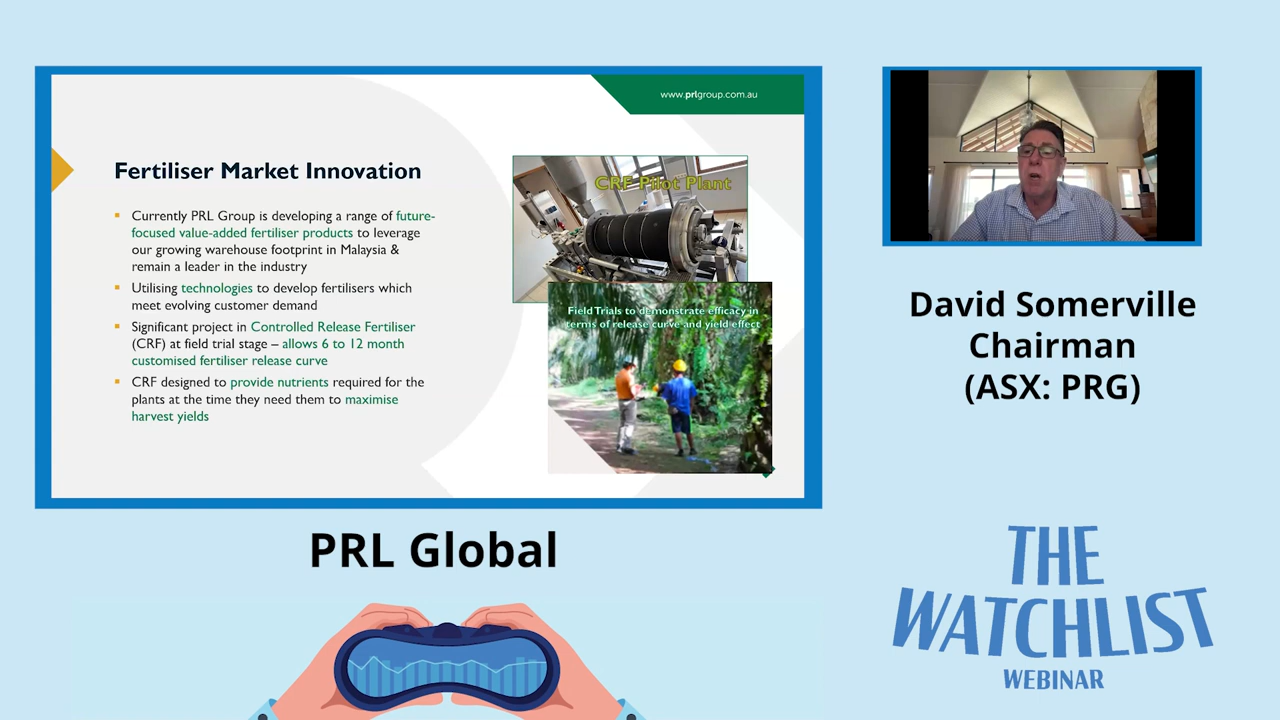 www.prlgroup.com.au
Fertiliser Market Innovation
Currently PRL Group is developing a range of future-
focused value-added fertiliser products to leverage
our growing warehouse footprint in Malaysia &
remain a leader in the industry
Utilising technologies to develop fertilisers which
meet evolving customer demand
Significant project in Controlled Release Fertiliser
(CRF) at field trial stage – allows 6 to 12 month
customised fertiliser release curve
CRF designed to provide nutrients required for the
plants at the time they need them to maximise
harvest yields
CRF Pilot Plant
Field Trials to demonstrate efficacy in
terms of release curve and yield effect
David Somerville
Chairman
(ASX: PRG)
PRL Global
THE
WATCHLIST
WEBINAR